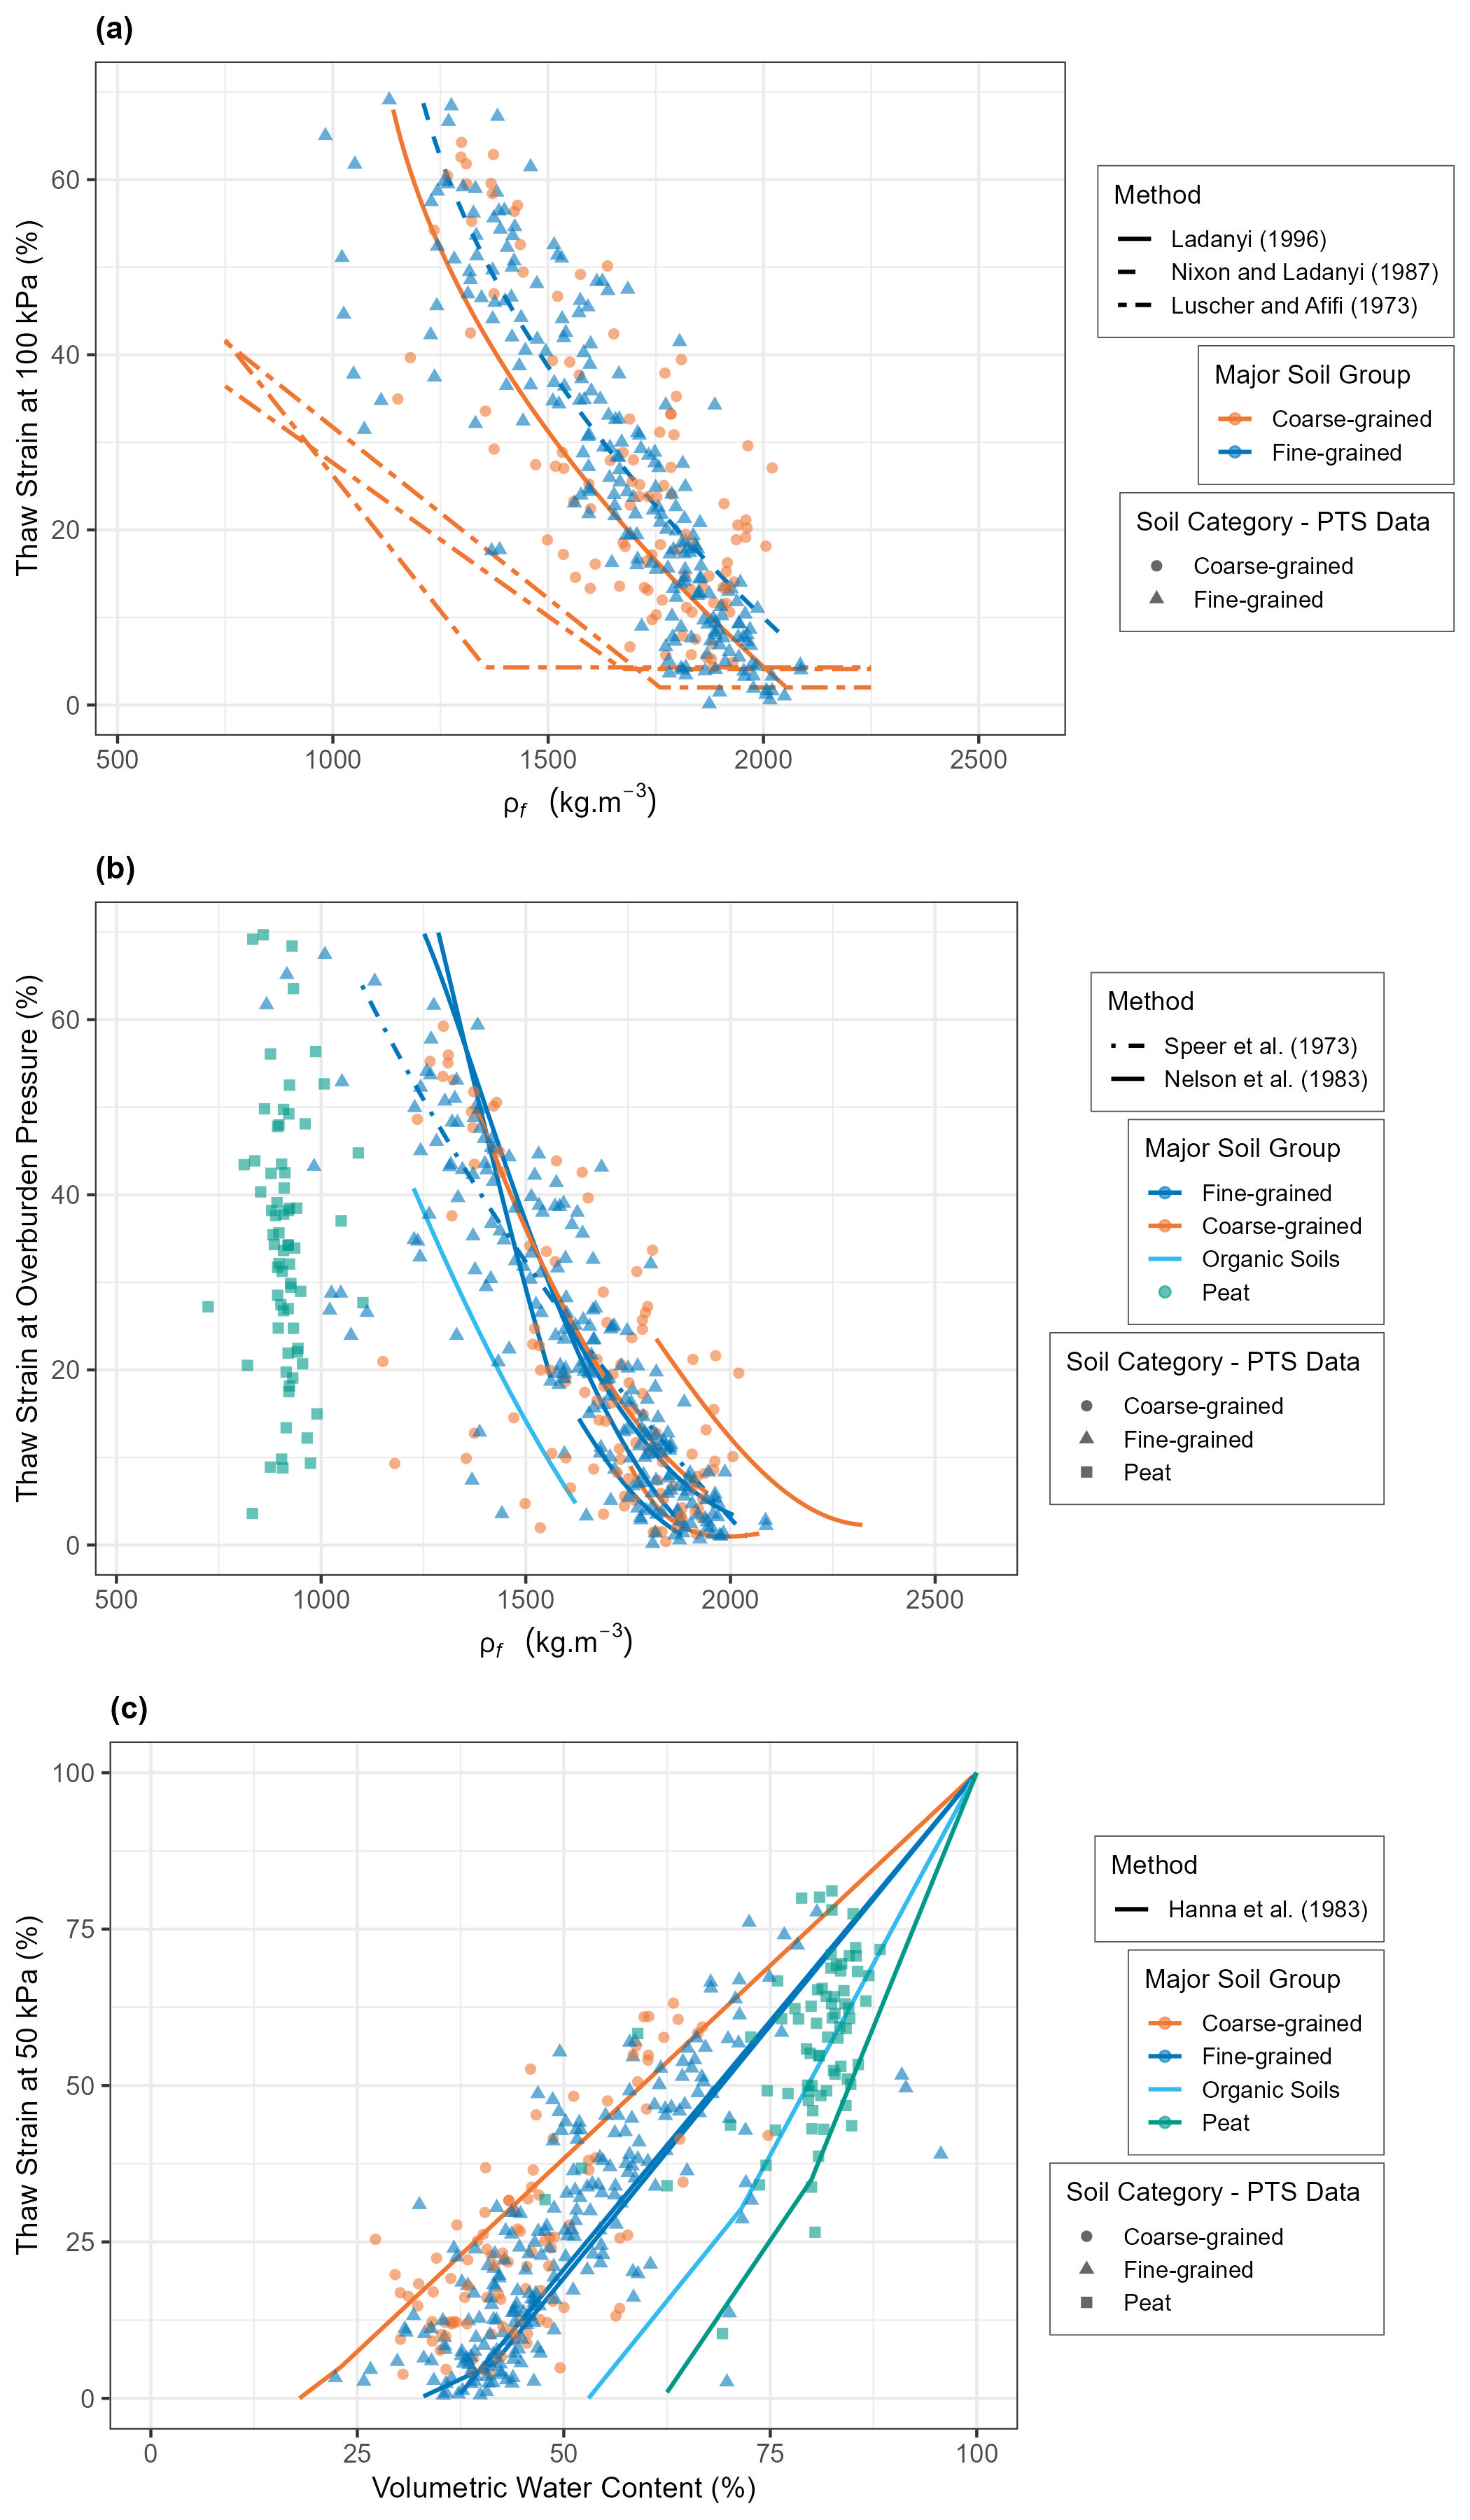 (a)
Thaw Strain at 100 kPa (%)
60
40
20
0
500 1000 1500 2000 2500
ρf (kg.m−3)
Method
Ladanyi (1996)
Nixon and Ladanyi (1987)
Luscher and Afifi (1973)
Major Soil Group
Coarse-grained
Fine-grained
Soil Category - PTS Data
Coarse-grained
Fine-grained
(b)
Thaw Strain at Overburden Pressure (%)
60
40
20
0
500 1000 1500 2000 2500
ρf (kg.m−3)
Method
Speer et al. (1973)
Nelson et al. (1983)
Major Soil Group
Fine-grained
Coarse-grained
Organic Soils
Peat
Soil Category - PTS Data
Coarse-grained
Fine-grained
Peat
(c)
Thaw Strain at 50 kPa (%)
100
75
50
25
0
0 25 50 75 100
Volumetric Water Content (%)
Method
Hanna et al. (1983)
Major Soil Group
Coarse-grained
Fine-grained
Organic Soils
Peat
Soil Category - PTS Data
Coarse-grained
Fine-grained
Peat